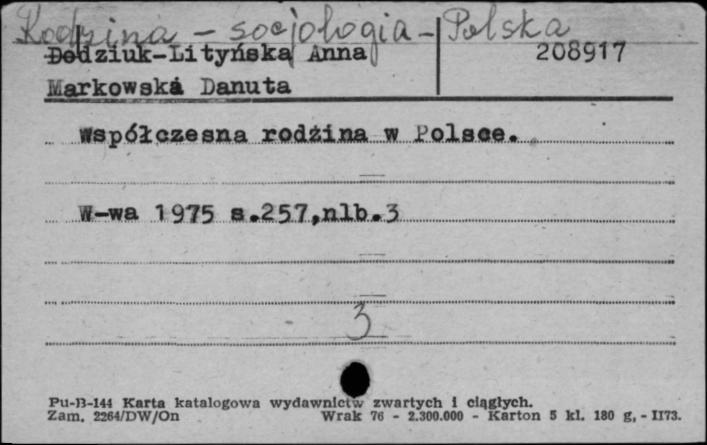 Rodzina - socjologia - Polska
Dodziuk-Lityńska Anna 208917
Markowska Danuta
Współczesna rodzina w Polsce.
W-wa 1975 s.257,nlb.3
3
Pu-B-144 Karta katalogowa wydawnictw zwartych i ciągłych.
Zam. 2264/DW/On Wrak 76 - 2.300.000 - Karton 5 kl. 180 g, - II73.